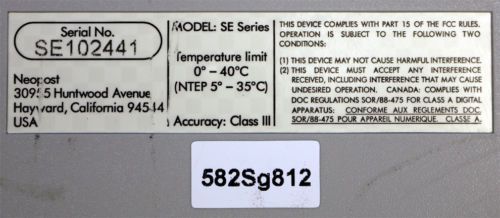 Serial No.
SE102441
Neopost
30955 Huntwood Avenue
Hayward, California 94544
USA
MODEL: SE Series
Temperature limit
0° – 40°C
(NTEP 5° – 35°C)
Accuracy: Class III
THIS DEVICE COMPLIES WITH PART 15 OF THE FCC RULES.
OPERATION IS SUBJECT TO THE FOLLOWING TWO
CONDITIONS:
(1) THIS DEVICE MAY NOT CAUSE HARMFUL INTERFERENCE.
(2) THIS DEVICE MUST ACCEPT ANY INTERFERENCE
RECEIVED, INCLUDING INTERFERENCE THAT MAY CAUSE
UNDESIRED OPERATION. CANADA: COMPLIES WITH
DOC REGULATIONS SOR/88-475 FOR CLASS A DIGITAL
APPARATUS: CONFORME AUX REGLEMENTS DOC
SOR/88-475 POUR APPAREIL NUMERIQUE. CLASSE A.
582Sg812